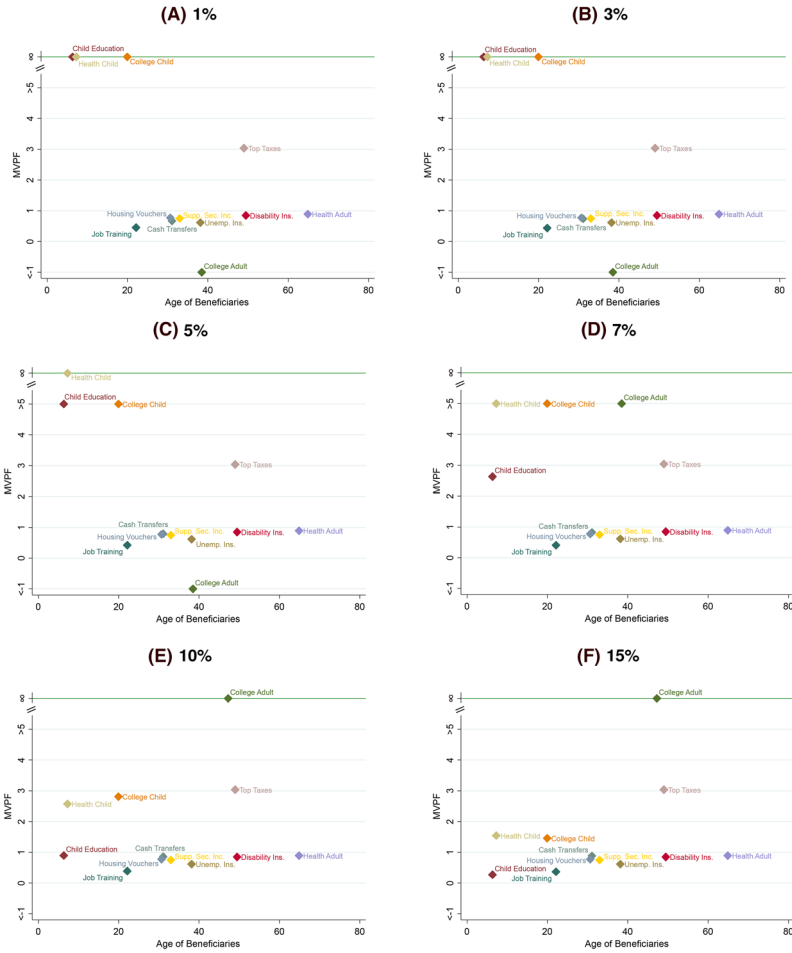 (A) 1%
∞
>5
4
3
2
1
0
<-1
MVPF
Child Education
Health Child
College Child
Top Taxes
Housing Vouchers
Supp. Sec. Inc.
Disability Ins.
Health Adult
Job Training
Cash Transfers
Unemp. Ins.
College Adult
0 20 40 60 80
Age of Beneficiaries
(B) 3%
∞
>5
4
3
2
1
0
<-1
MVPF
Child Education
Health Child
College Child
Top Taxes
Housing Vouchers
Supp. Sec. Inc.
Disability Ins.
Health Adult
Job Training
Cash Transfers
Unemp. Ins.
College Adult
0 20 40 60 80
Age of Beneficiaries
(C) 5%
∞
>5
4
3
2
1
0
<-1
MVPF
Health Child
Child Education
College Child
Top Taxes
Cash Transfers
Supp. Sec. Inc.
Disability Ins.
Health Adult
Housing Vouchers
Job Training
Unemp. Ins.
College Adult
0 20 40 60 80
Age of Beneficiaries
(D) 7%
∞
>5
4
3
2
1
0
<-1
MVPF
College Adult
Health Child
College Child
Child Education
Top Taxes
Cash Transfers
Supp. Sec. Inc.
Disability Ins.
Health Adult
Housing Vouchers
Job Training
Unemp. Ins.
0 20 40 60 80
Age of Beneficiaries
(E) 10%
∞
>5
4
3
2
1
0
<-1
MVPF
College Adult
Top Taxes
College Child
Health Child
Child Education
Cash Transfers
Supp. Sec. Inc.
Disability Ins.
Health Adult
Housing Vouchers
Unemp. Ins.
Job Training
0 20 40 60 80
Age of Beneficiaries
(F) 15%
∞
>5
4
3
2
1
0
<-1
MVPF
College Adult
Top Taxes
Health Child
College Child
Cash Transfers
Supp. Sec. Inc.
Disability Ins.
Health Adult
Housing Vouchers
Unemp. Ins.
Child Education
Job Training
0 20 40 60 80
Age of Beneficiaries